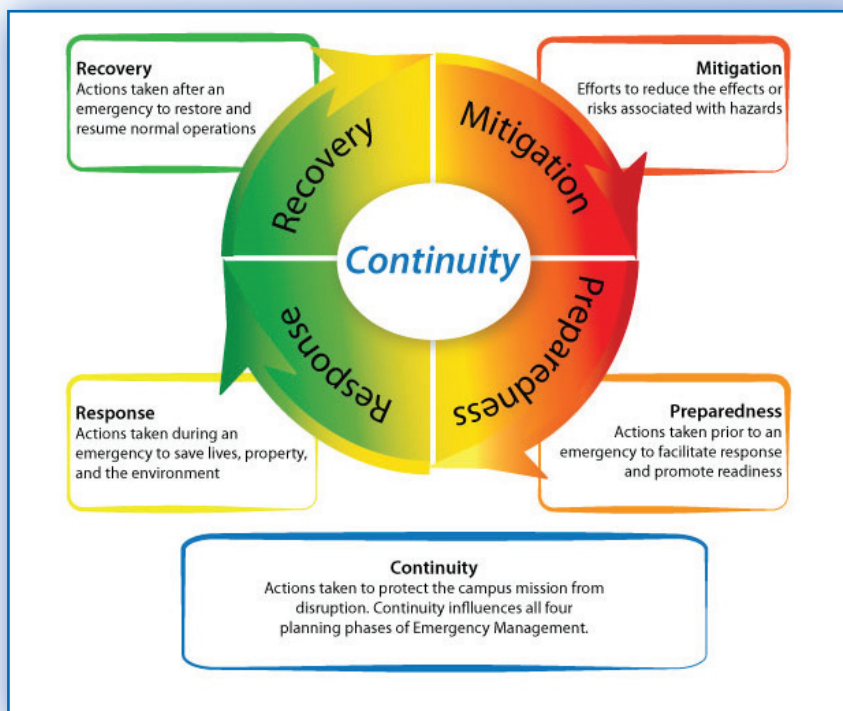 Recovery
Actions taken after an
emergency to restore and
resume normal operations
Mitigation
Efforts to reduce the effects or
risks associated with hazards
Recovery
Mitigation
Continuity
Response
Preparedness
Response
Actions taken during an
emergency to save lives, property,
and the environment
Preparedness
Actions taken prior to an
emergency to facilitate response
and promote readiness
Continuity
Actions taken to protect the campus mission from
disruption. Continuity infliuences all four
planning phases of Emergency Management.